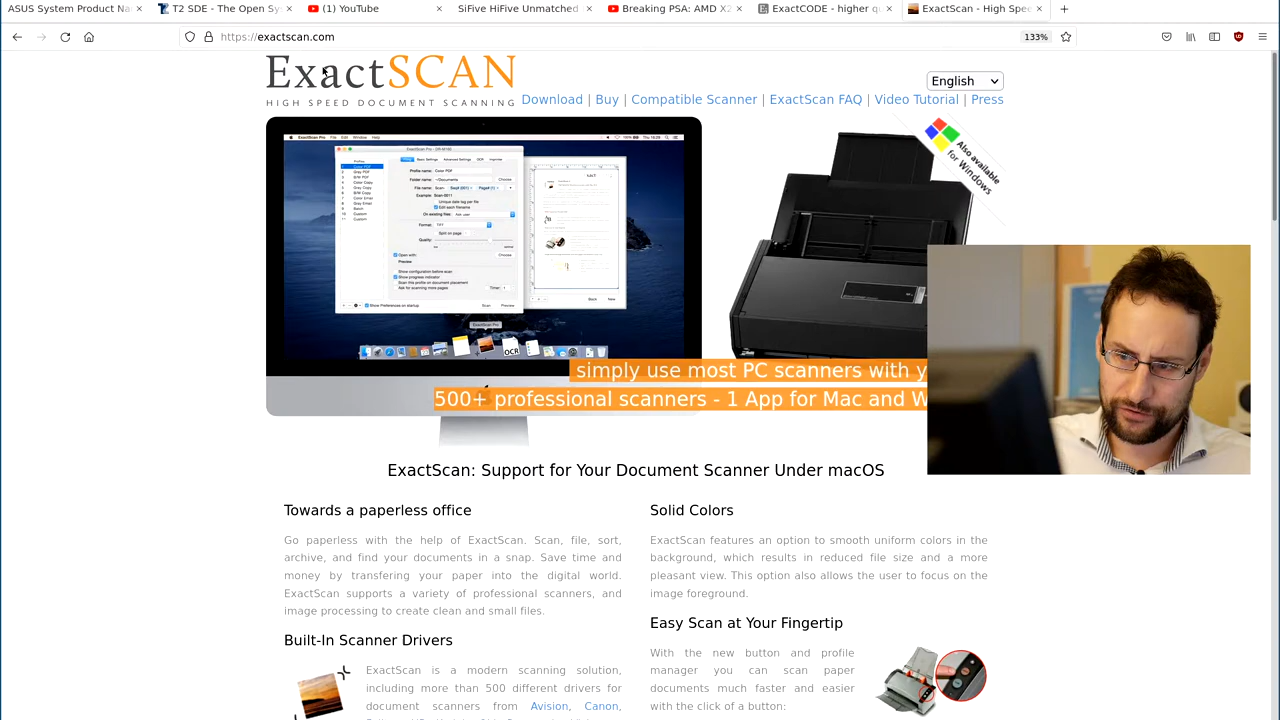 ASUS System Product Na
T2 SDE - The Open Sy
(1) YouTube
SiFive HiFive Unmatched
Breaking PSA: AMD X
ExactCODE - higher q
ExactScan - High Spee
https://exactscan.com
133%
ExactSCAN
HIGH SPEED DOCUMENT SCANNING
English
Download | Buy | Compatible Scanner | ExactScan FAQ | Video Tutorial | Press
Also available
for Windows
simply use most PC scanners with y
500+ professional scanners - 1 App for Mac and W
ExactScan: Support for Your Document Scanner Under macOS
Towards a paperless office
Go paperless with the help of ExactScan. Scan, file, sort,
archive, and find your documents in a snap. Save time and
money by transfering your paper into the digital world.
ExactScan supports a variety of professional scanners, and
image processing to create clean and small files.
Built-In Scanner Drivers
ExactScan is a modern scanning solution,
including more than 500 different drivers for
document scanners from Avision, Canon,
Solid Colors
ExactScan features an option to smooth uniform colors in the
background, which results in reduced file size and a more
pleasant view. This option also allows the user to focus on the
image foreground.
Easy Scan at Your Fingertip
With the new button and profile
manager you can scan paper
documents much faster and easier
with the click of a button: